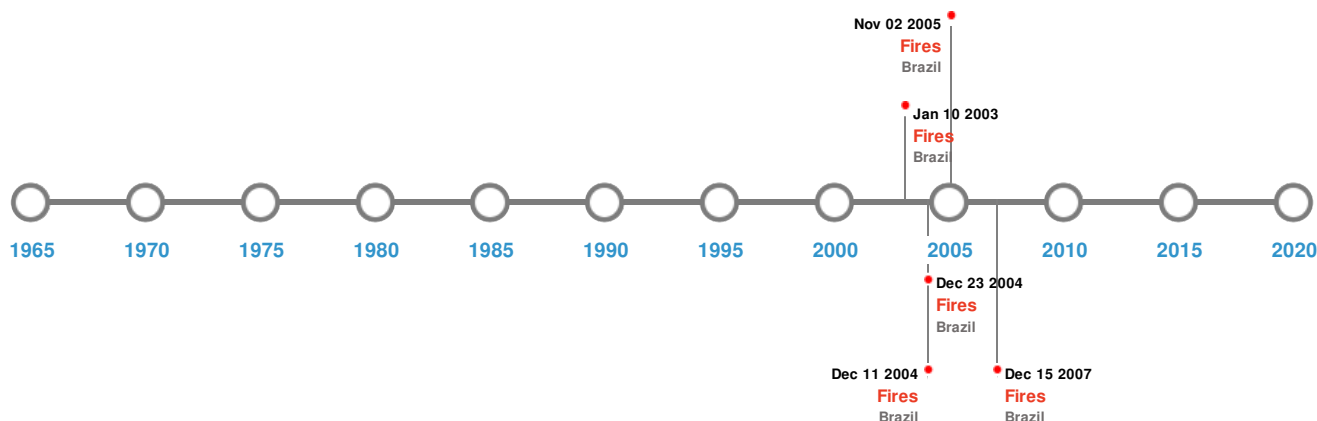 Nov 02 2005
Fires
Brazil
Jan 10 2003
Fires
Brazil
1965 1970 1975 1980 1985 1990 1995 2000 2005 2010 2015 2020
Dec 23 2004
Fires
Brazil
Dec 11 2004
Fires
Brazil
Dec 15 2007
Fires
Brazil